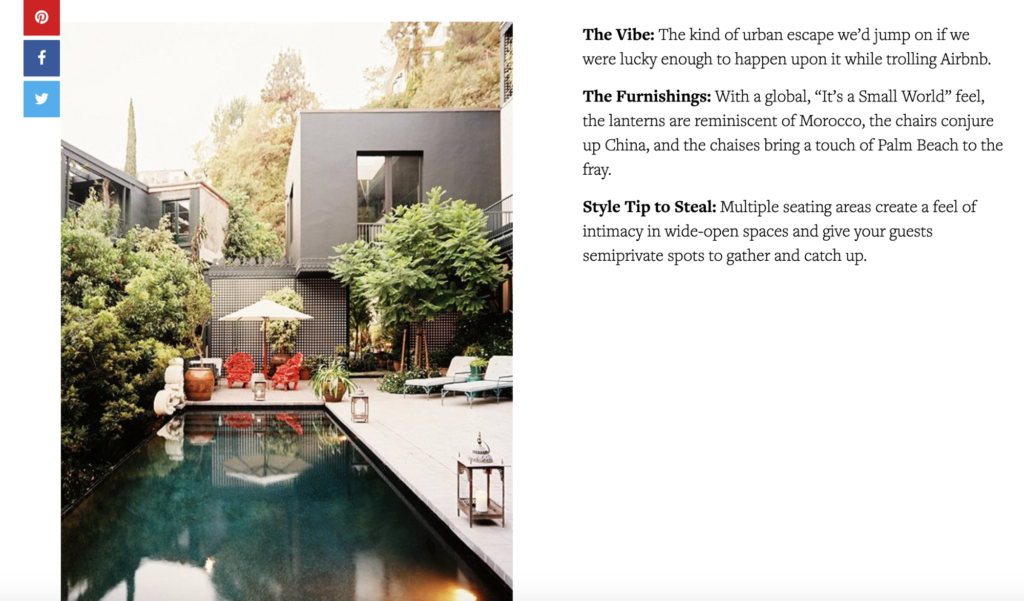 The Vibe: The kind of urban escape we’d jump on if we
were lucky enough to happen upon it while trolling Airbnb.
The Furnishings: With a global, “It’s a Small World” feel,
the lanterns are reminiscent of Morocco, the chairs conjure
up China, and the chaises bring a touch of Palm Beach to the
fray.
Style Tip to Steal: Multiple seating areas create a feel of
intimacy in wide-open spaces and give your guests
semiprivate spots to gather and catch up.